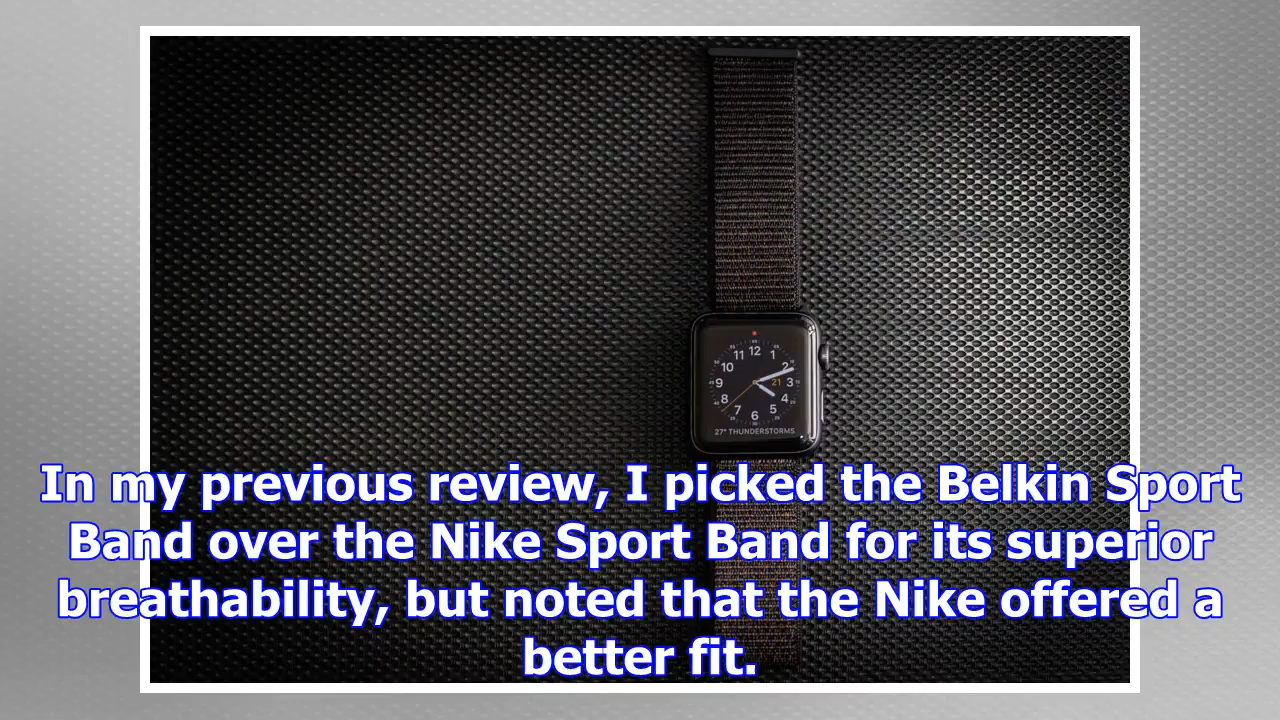 12
11 1
10 2
9 21 3
8 4
7 5
6
27° THUNDERSTORMS
In my previous review, I picked the Belkin Sport
Band over the Nike Sport Band for its superior
breathability, but noted that the Nike offered a
better fit.